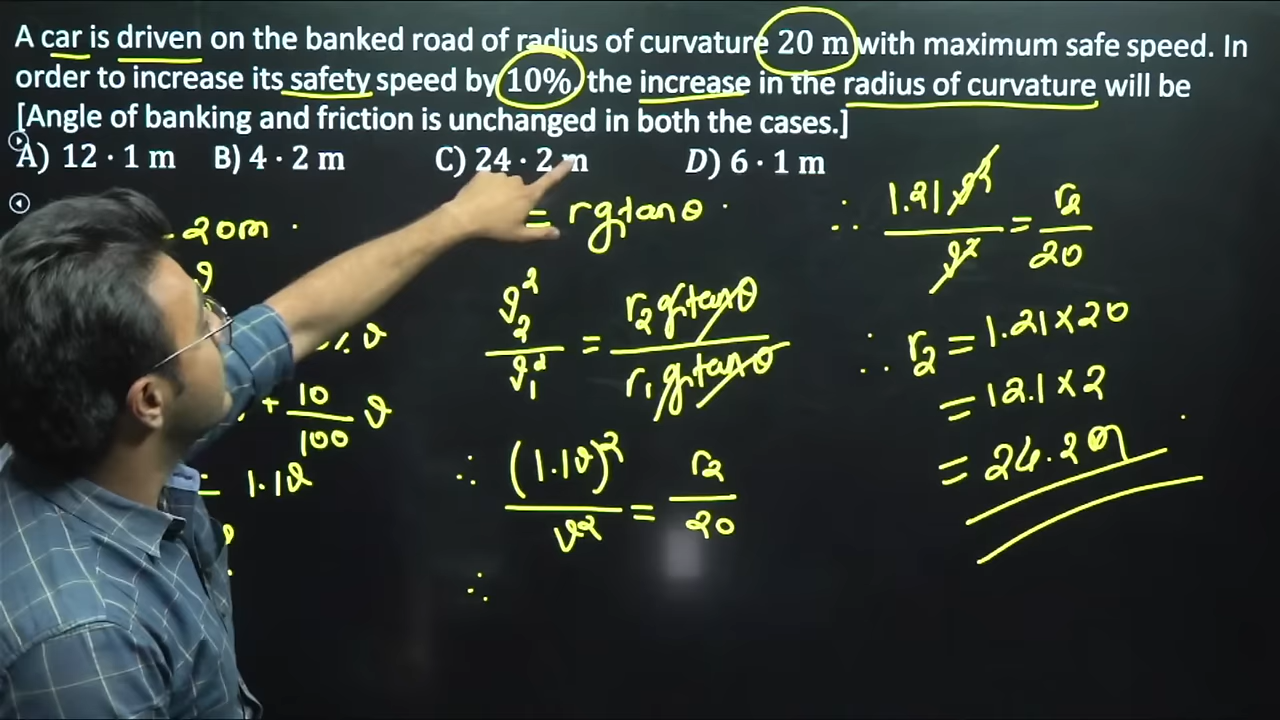 A car is driven on the banked road of radius of curvature 20 m with maximum safe speed. In
order to increase its safety speed by 10%, the increase in the radius of curvature will be
[Angle of banking and friction is unchanged in both the cases.]
A) 12 · 1 m B) 4 · 2 m C) 24 · 2 m D) 6 · 1 m
20m
v
% v
+ 10/100 v
= 1.1v
= rg tanθ
v₂²/v₁² = r₂ g tanθ / r₁ g tanθ
∴ (1.1v)²/v² = r₂/20
∴
∴ 1.21 v²/v² = r₂/20
∴ r₂ = 1.21 × 20
= 12.1 × 2
= 24.2m